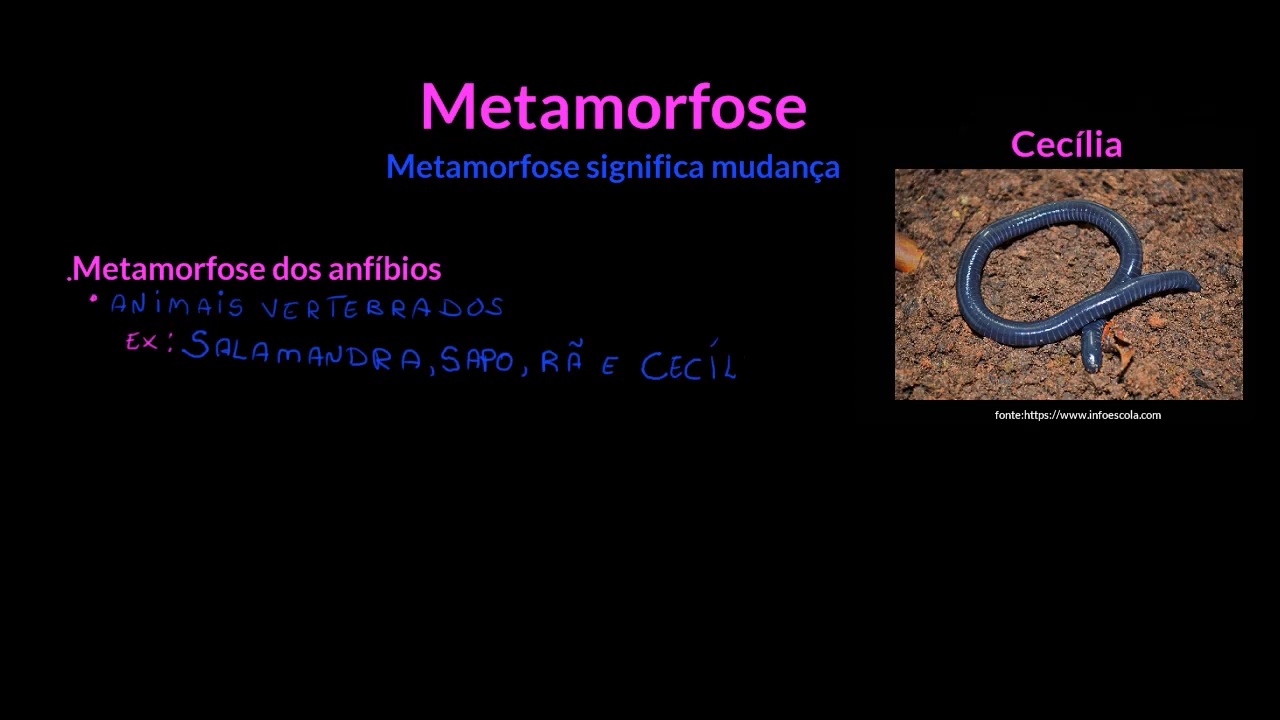 Metamorfose
Metamorfose significa mudança
Cecília
.Metamorfose dos anfíbios
• ANIMAIS VERTEBRADOS
EX: SALAMANDRA, SAPO, RÃ E CECÍL
fonte:https://www.infoescola.com